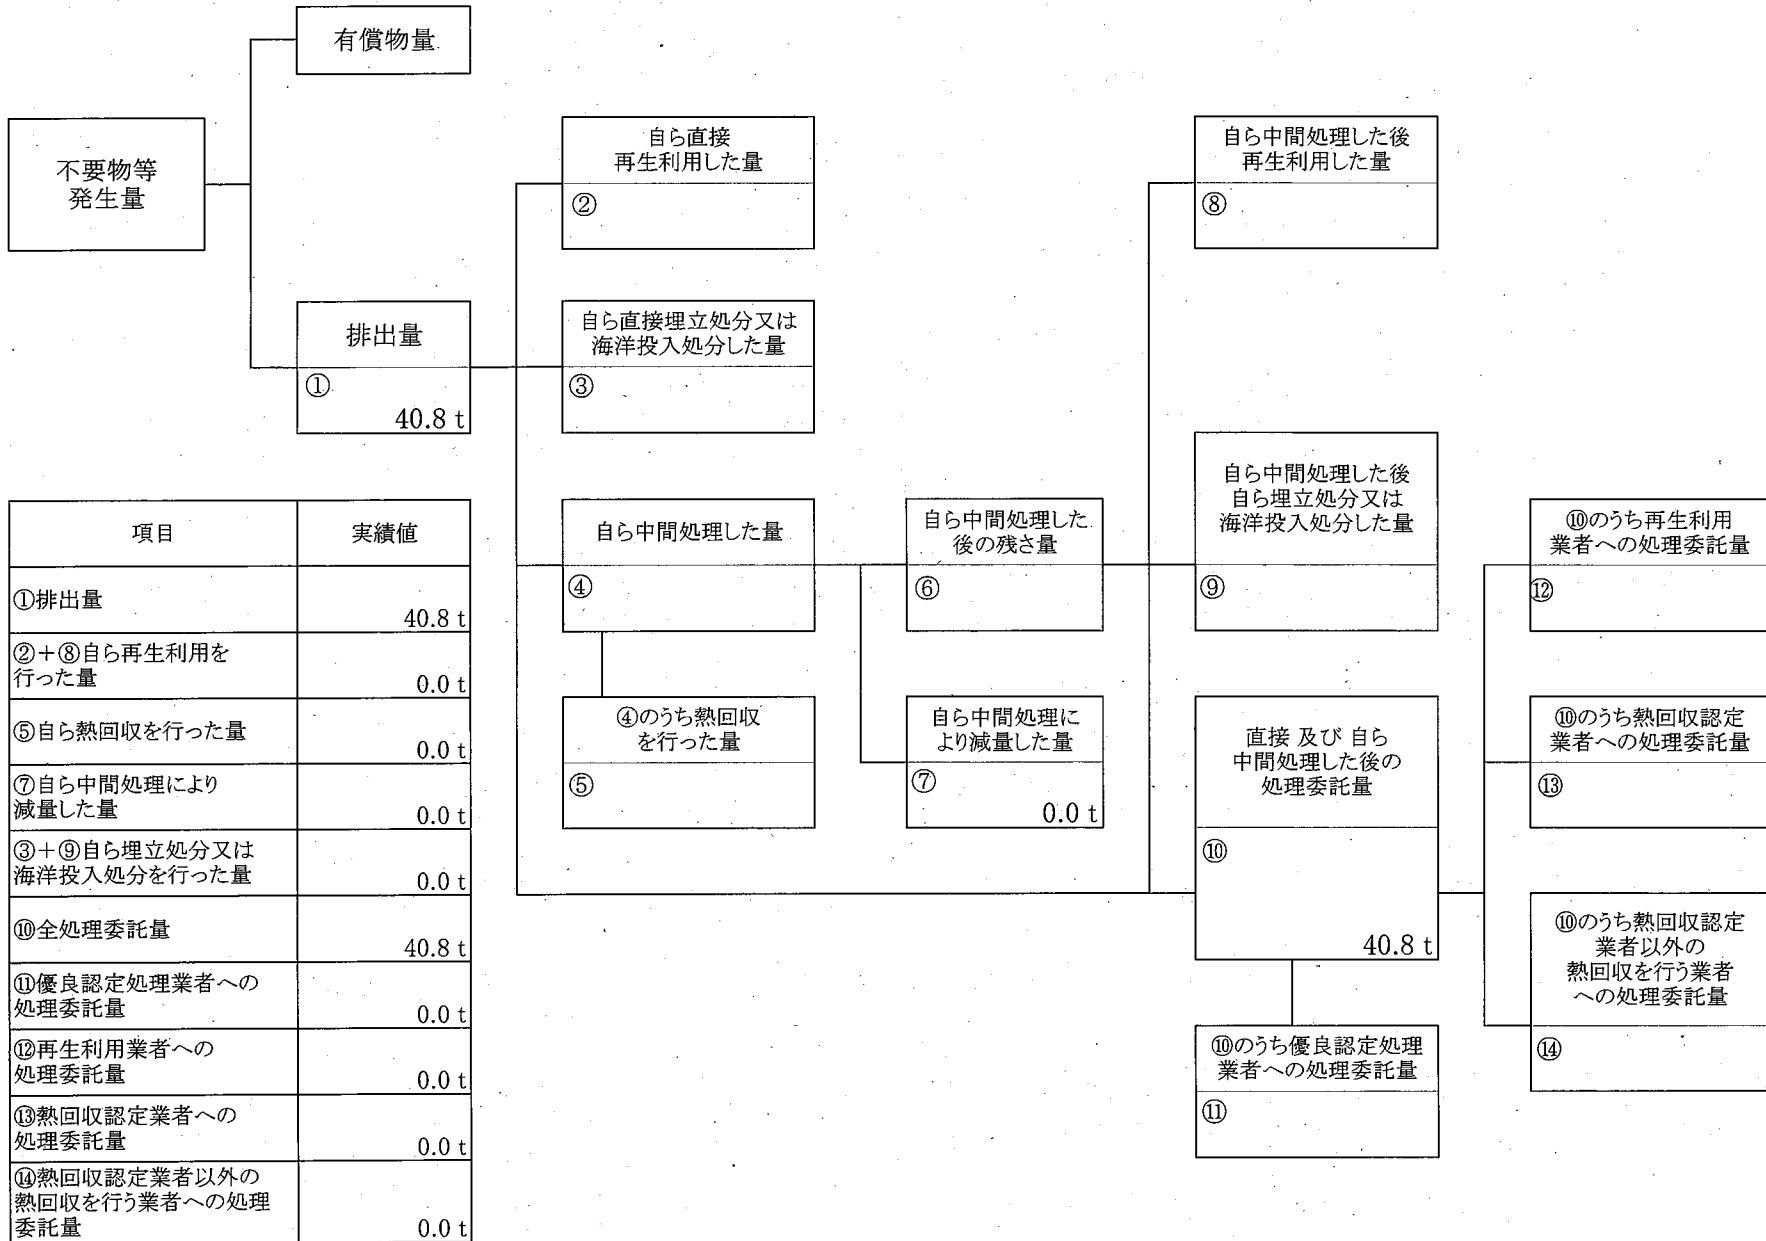 有償物量
不要物等
発生量
排出量
①
40.8 t
自ら直接
再生利用した量
②
自ら直接埋立処分又は
海洋投入処分した量
③
自ら中間処理した量
④
④のうち熱回収
を行った量
⑤
自ら中間処理した
後の残さ量
⑥
自ら中間処理に
より減量した量
⑦
0.0 t
自ら中間処理した後
再生利用した量
⑧
自ら中間処理した後
自ら埋立処分又は
海洋投入処分した量
⑨
直接 及び 自ら
中間処理した後の
処理委託量
⑩
40.8 t
⑩のうち優良認定処理
業者への処理委託量
⑪
⑩のうち再生利用
業者への処理委託量
⑫
⑩のうち熱回収認定
業者への処理委託量
⑬
⑩のうち熱回収認定
業者以外の
熱回収を行う業者
への処理委託量
⑭
項目 実績値
①排出量
40.8 t
②+⑧自ら再生利用を
行った量
0.0 t
⑤自ら熱回収を行った量
0.0 t
⑦自ら中間処理により
減量した量
0.0 t
③+⑨自ら埋立処分又は
海洋投入処分を行った量
0.0 t
⑩全処理委託量
40.8 t
⑪優良認定処理業者への
処理委託量
0.0 t
⑫再生利用業者への
処理委託量
0.0 t
⑬熱回収認定業者への
処理委託量
0.0 t
⑭熱回収認定業者以外の
熱回収を行う業者への処理
委託量
0.0 t